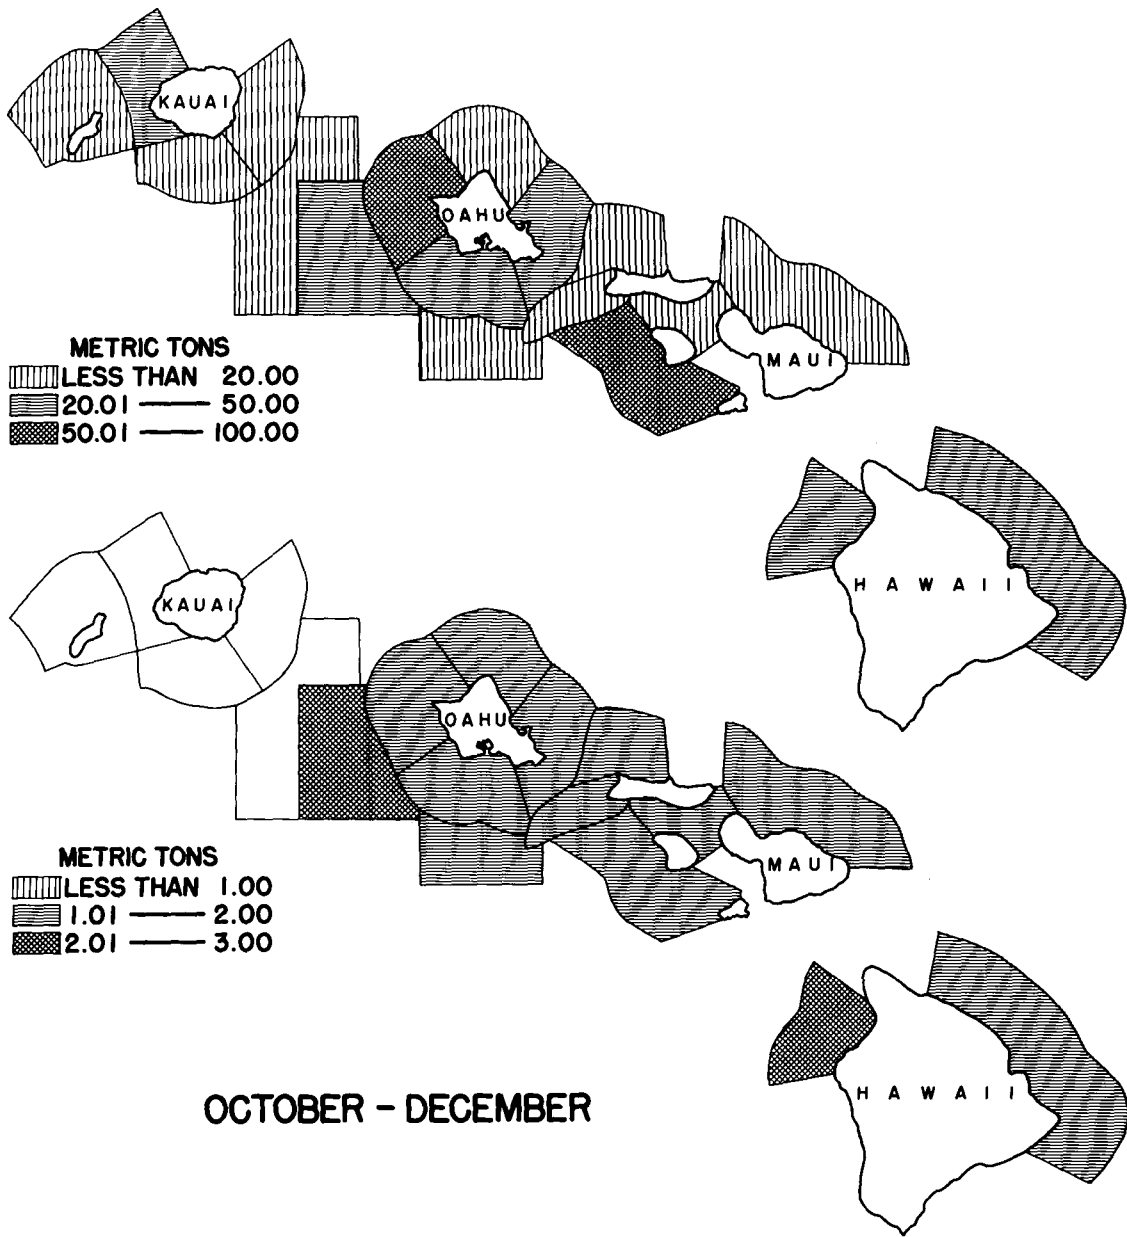 KAUAI
OAHU
MAUI
METRIC TONS
LESS THAN 20.00
20.01 — 50.00
50.01 — 100.00
HAWAII
KAUAI
OAHU
MAUI
METRIC TONS
LESS THAN 1.00
1.01 — 2.00
2.01 — 3.00
HAWAII
OCTOBER – DECEMBER